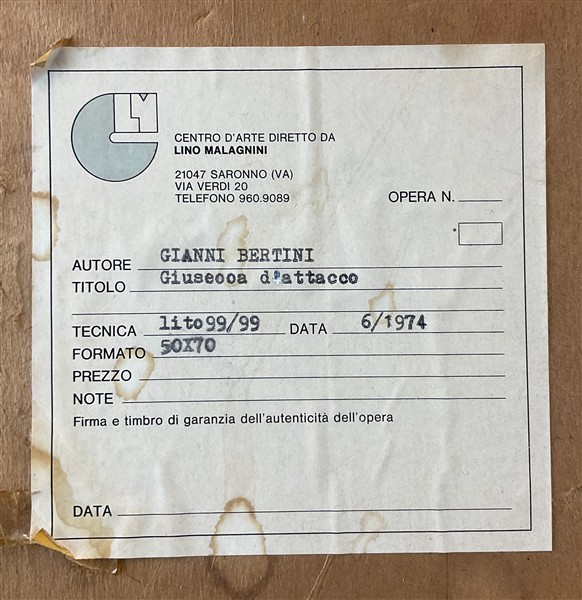 CENTRO D'ARTE DIRETTO DA
LINO MALAGNINI
21047 SARONNO (VA)
VIA VERDI 20
TELEFONO 960.9089
OPERA N.
AUTORE GIANNI BERTINI
TITOLO Giusecca d'attacco
TECNICA lito99/99 DATA 6/1974
FORMATO 50X70
PREZZO
NOTE
Firma e timbro di garanzia dell'autenticità dell'opera
DATA